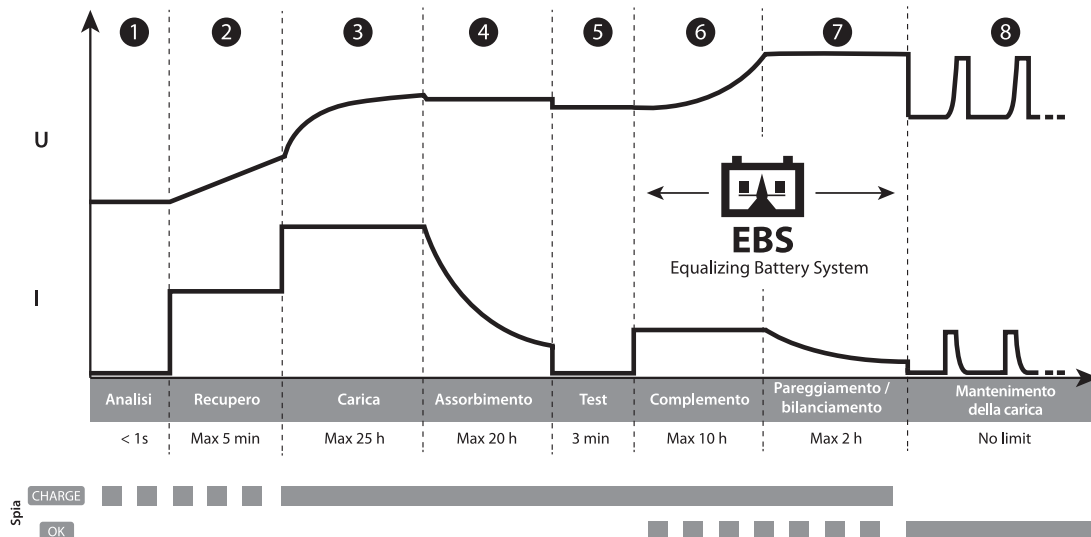 1 2 3 4 5 6 7 8
U
EBS
Equalizing Battery System
I
Analisi Recupero Carica Assorbimento Test Complemento Pareggiamento / bilanciamento Mantenimento della carica
< 1s Max 5 min Max 25 h Max 20 h 3 min Max 10 h Max 2 h No limit
Spia
CHARGE
OK